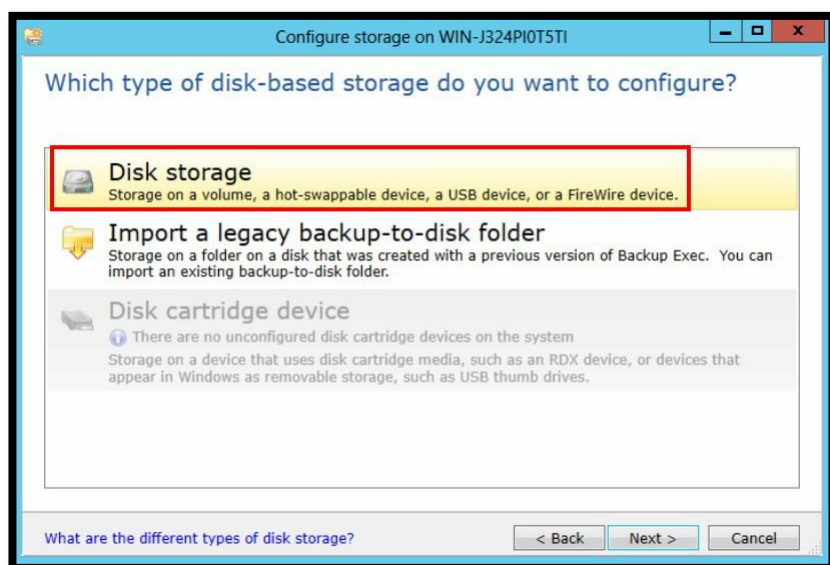 Configure storage on WIN-J324PI0T5TI
Which type of disk-based storage do you want to configure?
Disk storage
Storage on a volume, a hot-swappable device, a USB device, or a FireWire device.
Import a legacy backup-to-disk folder
Storage on a folder on a disk that was created with a previous version of Backup Exec. You can
import an existing backup-to-disk folder.
Disk cartridge device
There are no unconfigured disk cartridge devices on the system
Storage on a device that uses disk cartridge media, such as an RDX device, or devices that
appear in Windows as removable storage, such as USB thumb drives.
What are the different types of disk storage?
< Back Next > Cancel